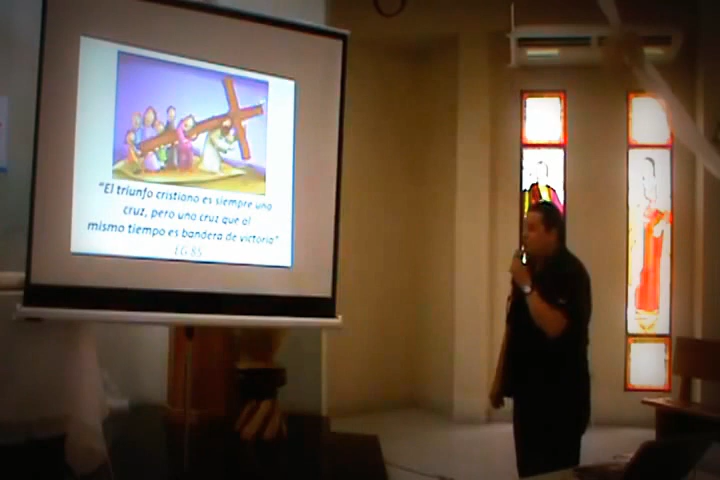 "El triunfo cristiano es siempre una
cruz, pero una cruz que al
mismo tiempo es bandera de victoria"
EG 85